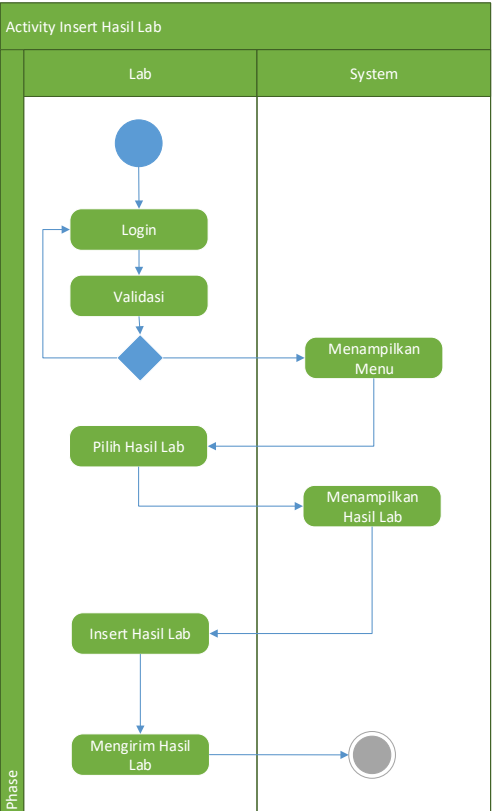 Activity Insert Hasil Lab
Lab
System
Login
Validasi
Menampilkan
Menu
Pilih Hasil Lab
Menampilkan
Hasil Lab
Insert Hasil Lab
Mengirim Hasil
Lab
Phase